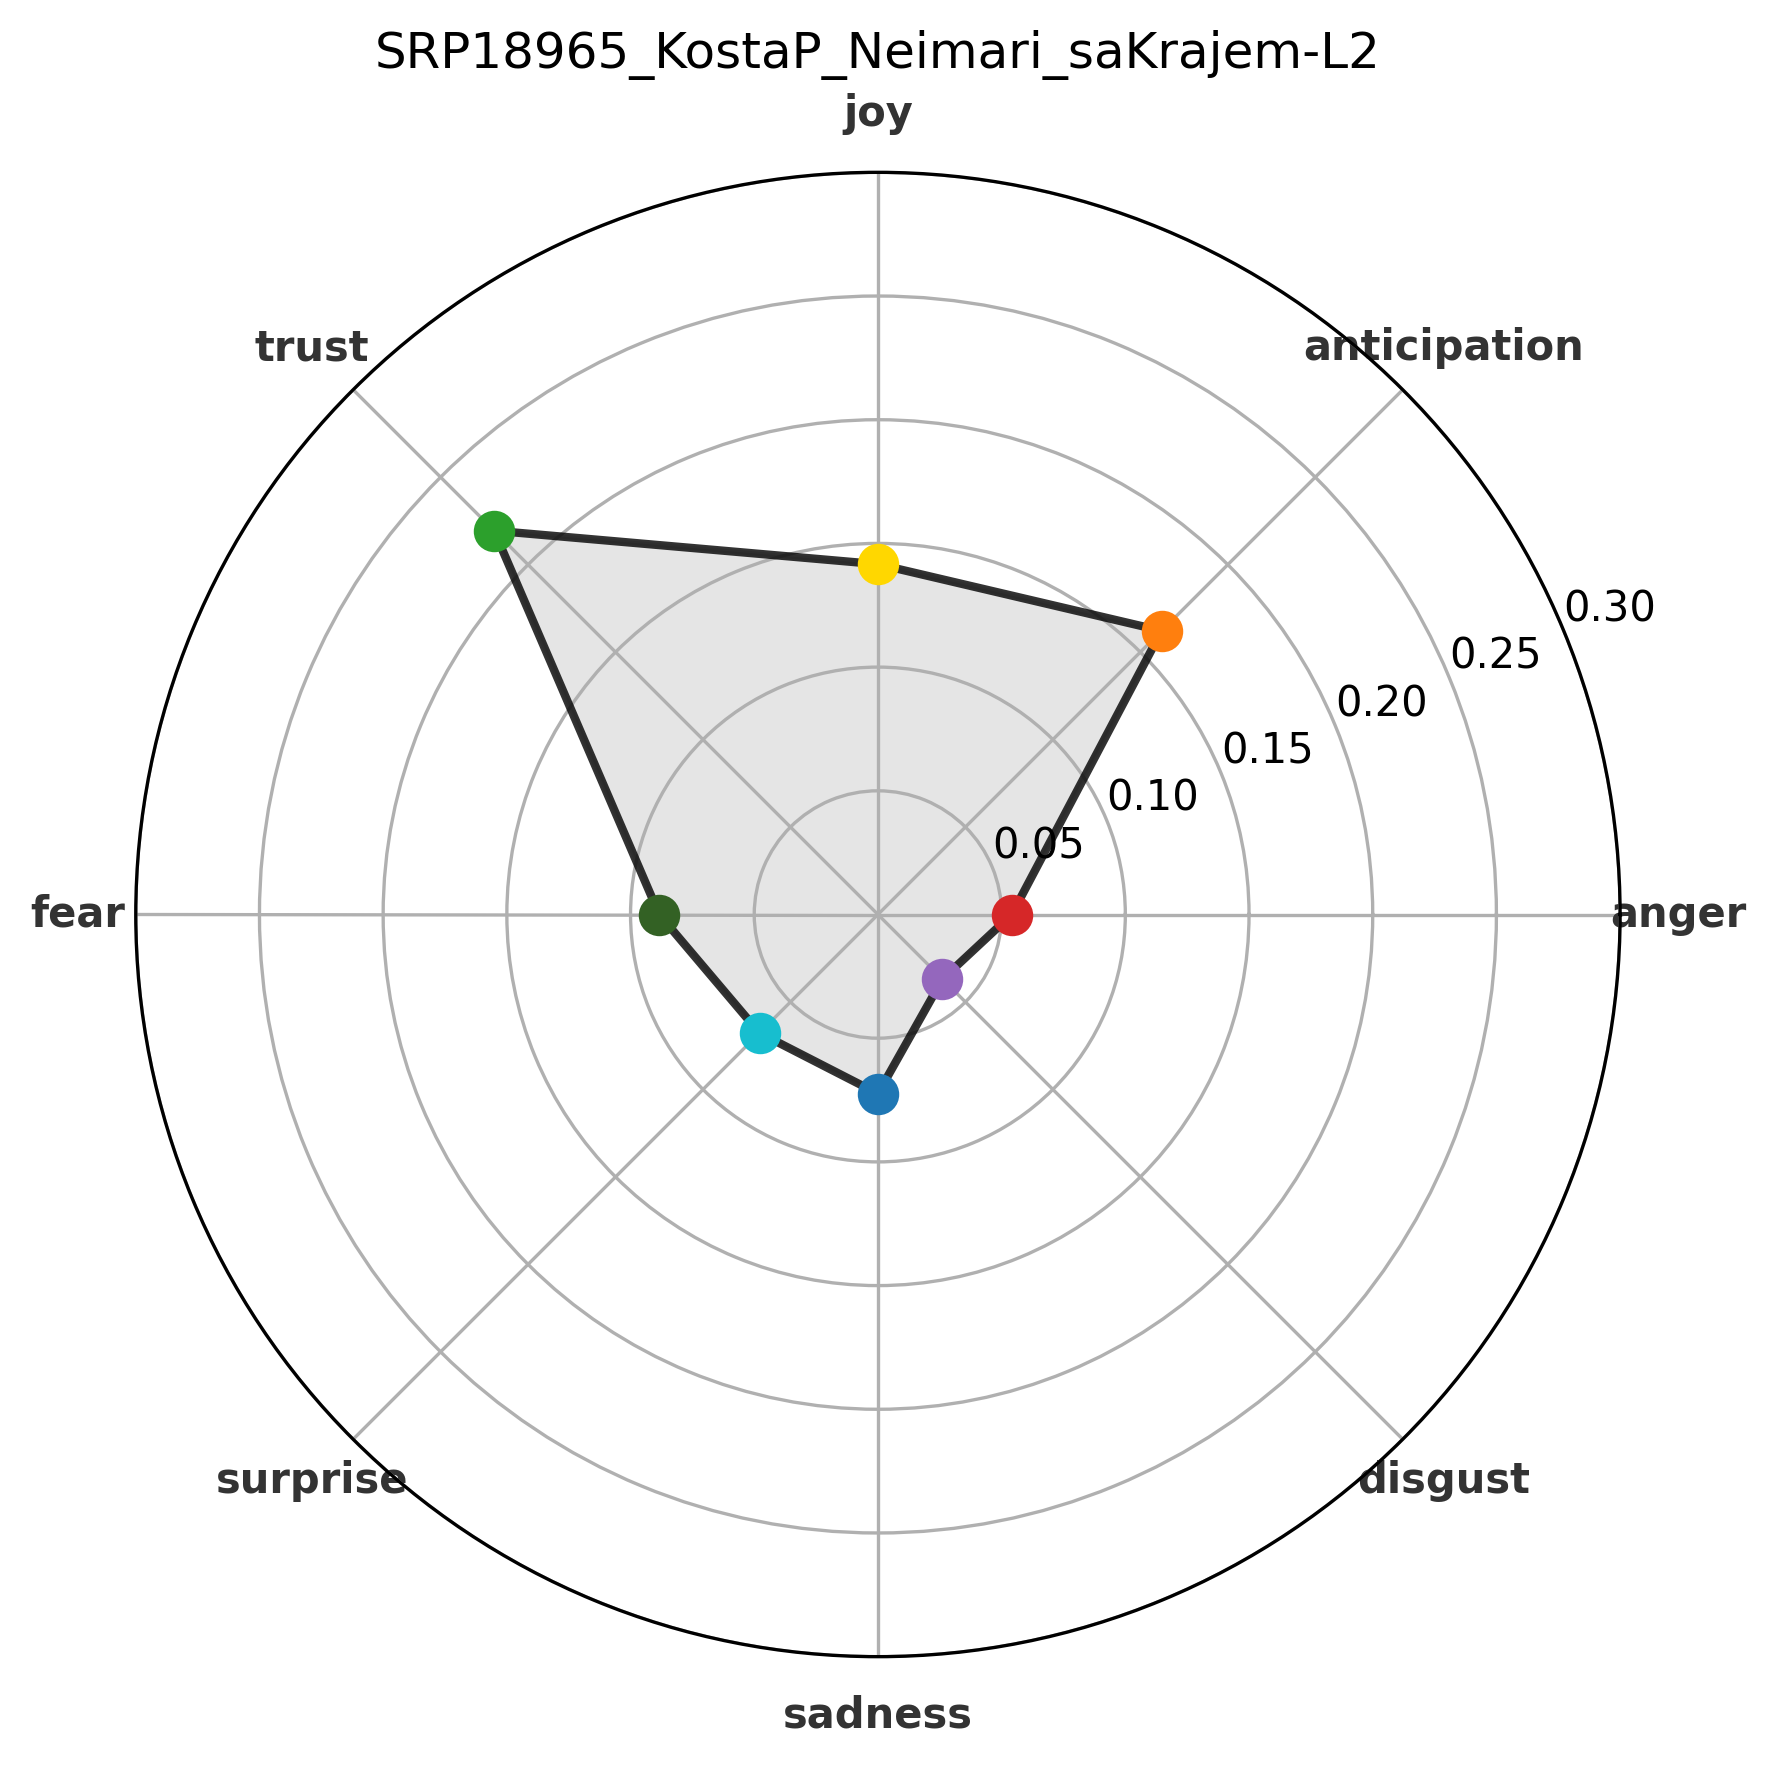 SRP18965_KostaP_Neimari_saKrajem-L2
joy
trust
anticipation
0.30
0.25
0.20
0.15
0.10
0.05
fear
anger
surprise
disgust
sadness